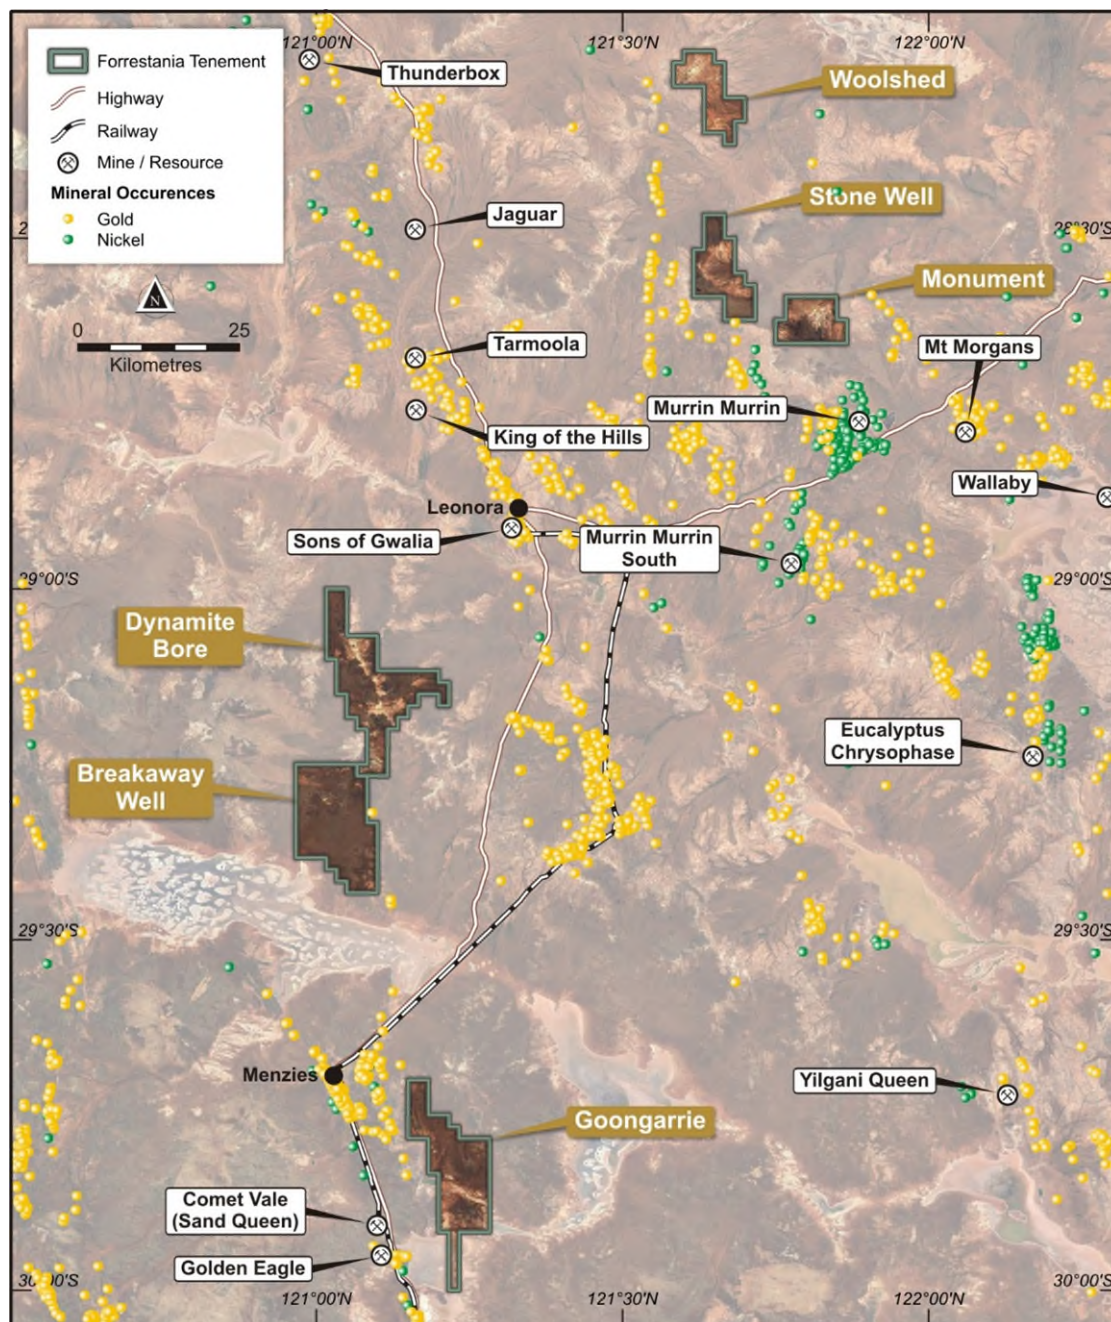 121°00'N
121°30'N
122°00'N
Forrestania Tenement
Highway
Railway
Mine / Resource
Mineral Occurences
Gold
Nickel
N
0
25
Kilometres
Thunderbox
Woolshed
Jaguar
Stone Well
28°30'S
Monument
Tarmoola
Mt Morgans
Murrin Murrin
King of the Hills
Wallaby
Leonora
Sons of Gwalia
Murrin Murrin
South
29°00'S
29°00'S
Dynamite
Bore
Eucalyptus
Chrysophase
Breakaway
Well
29°30'S
29°30'S
Menzies
Yilgani Queen
Goongarrie
Comet Vale
(Sand Queen)
Golden Eagle
30°00'S
30°00'S
121°00'N
121°30'N
122°00'N